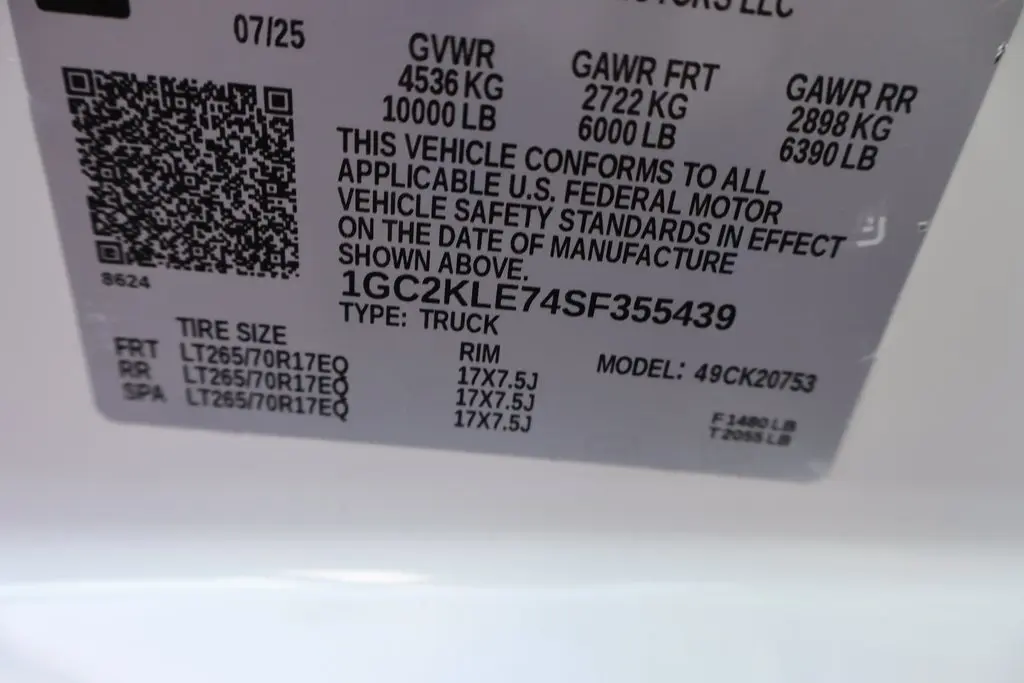 MOTORS LLC
07/25
GVWR GAWR FRT GAWR RR
4536 KG 2722 KG 2898 KG
10000 LB 6000 LB 6390 LB
THIS VEHICLE CONFORMS TO ALL
APPLICABLE U.S. FEDERAL MOTOR
VEHICLE SAFETY STANDARDS IN EFFECT
ON THE DATE OF MANUFACTURE
SHOWN ABOVE.
8624
1GC2KLE74SF355439
TYPE: TRUCK
TIRE SIZE RIM MODEL: 49CK20753
FRT LT265/70R17EQ 17X7.5J
RR LT265/70R17EQ 17X7.5J
SPA LT265/70R17EQ 17X7.5J
F 1480 LB
T 2055 LB